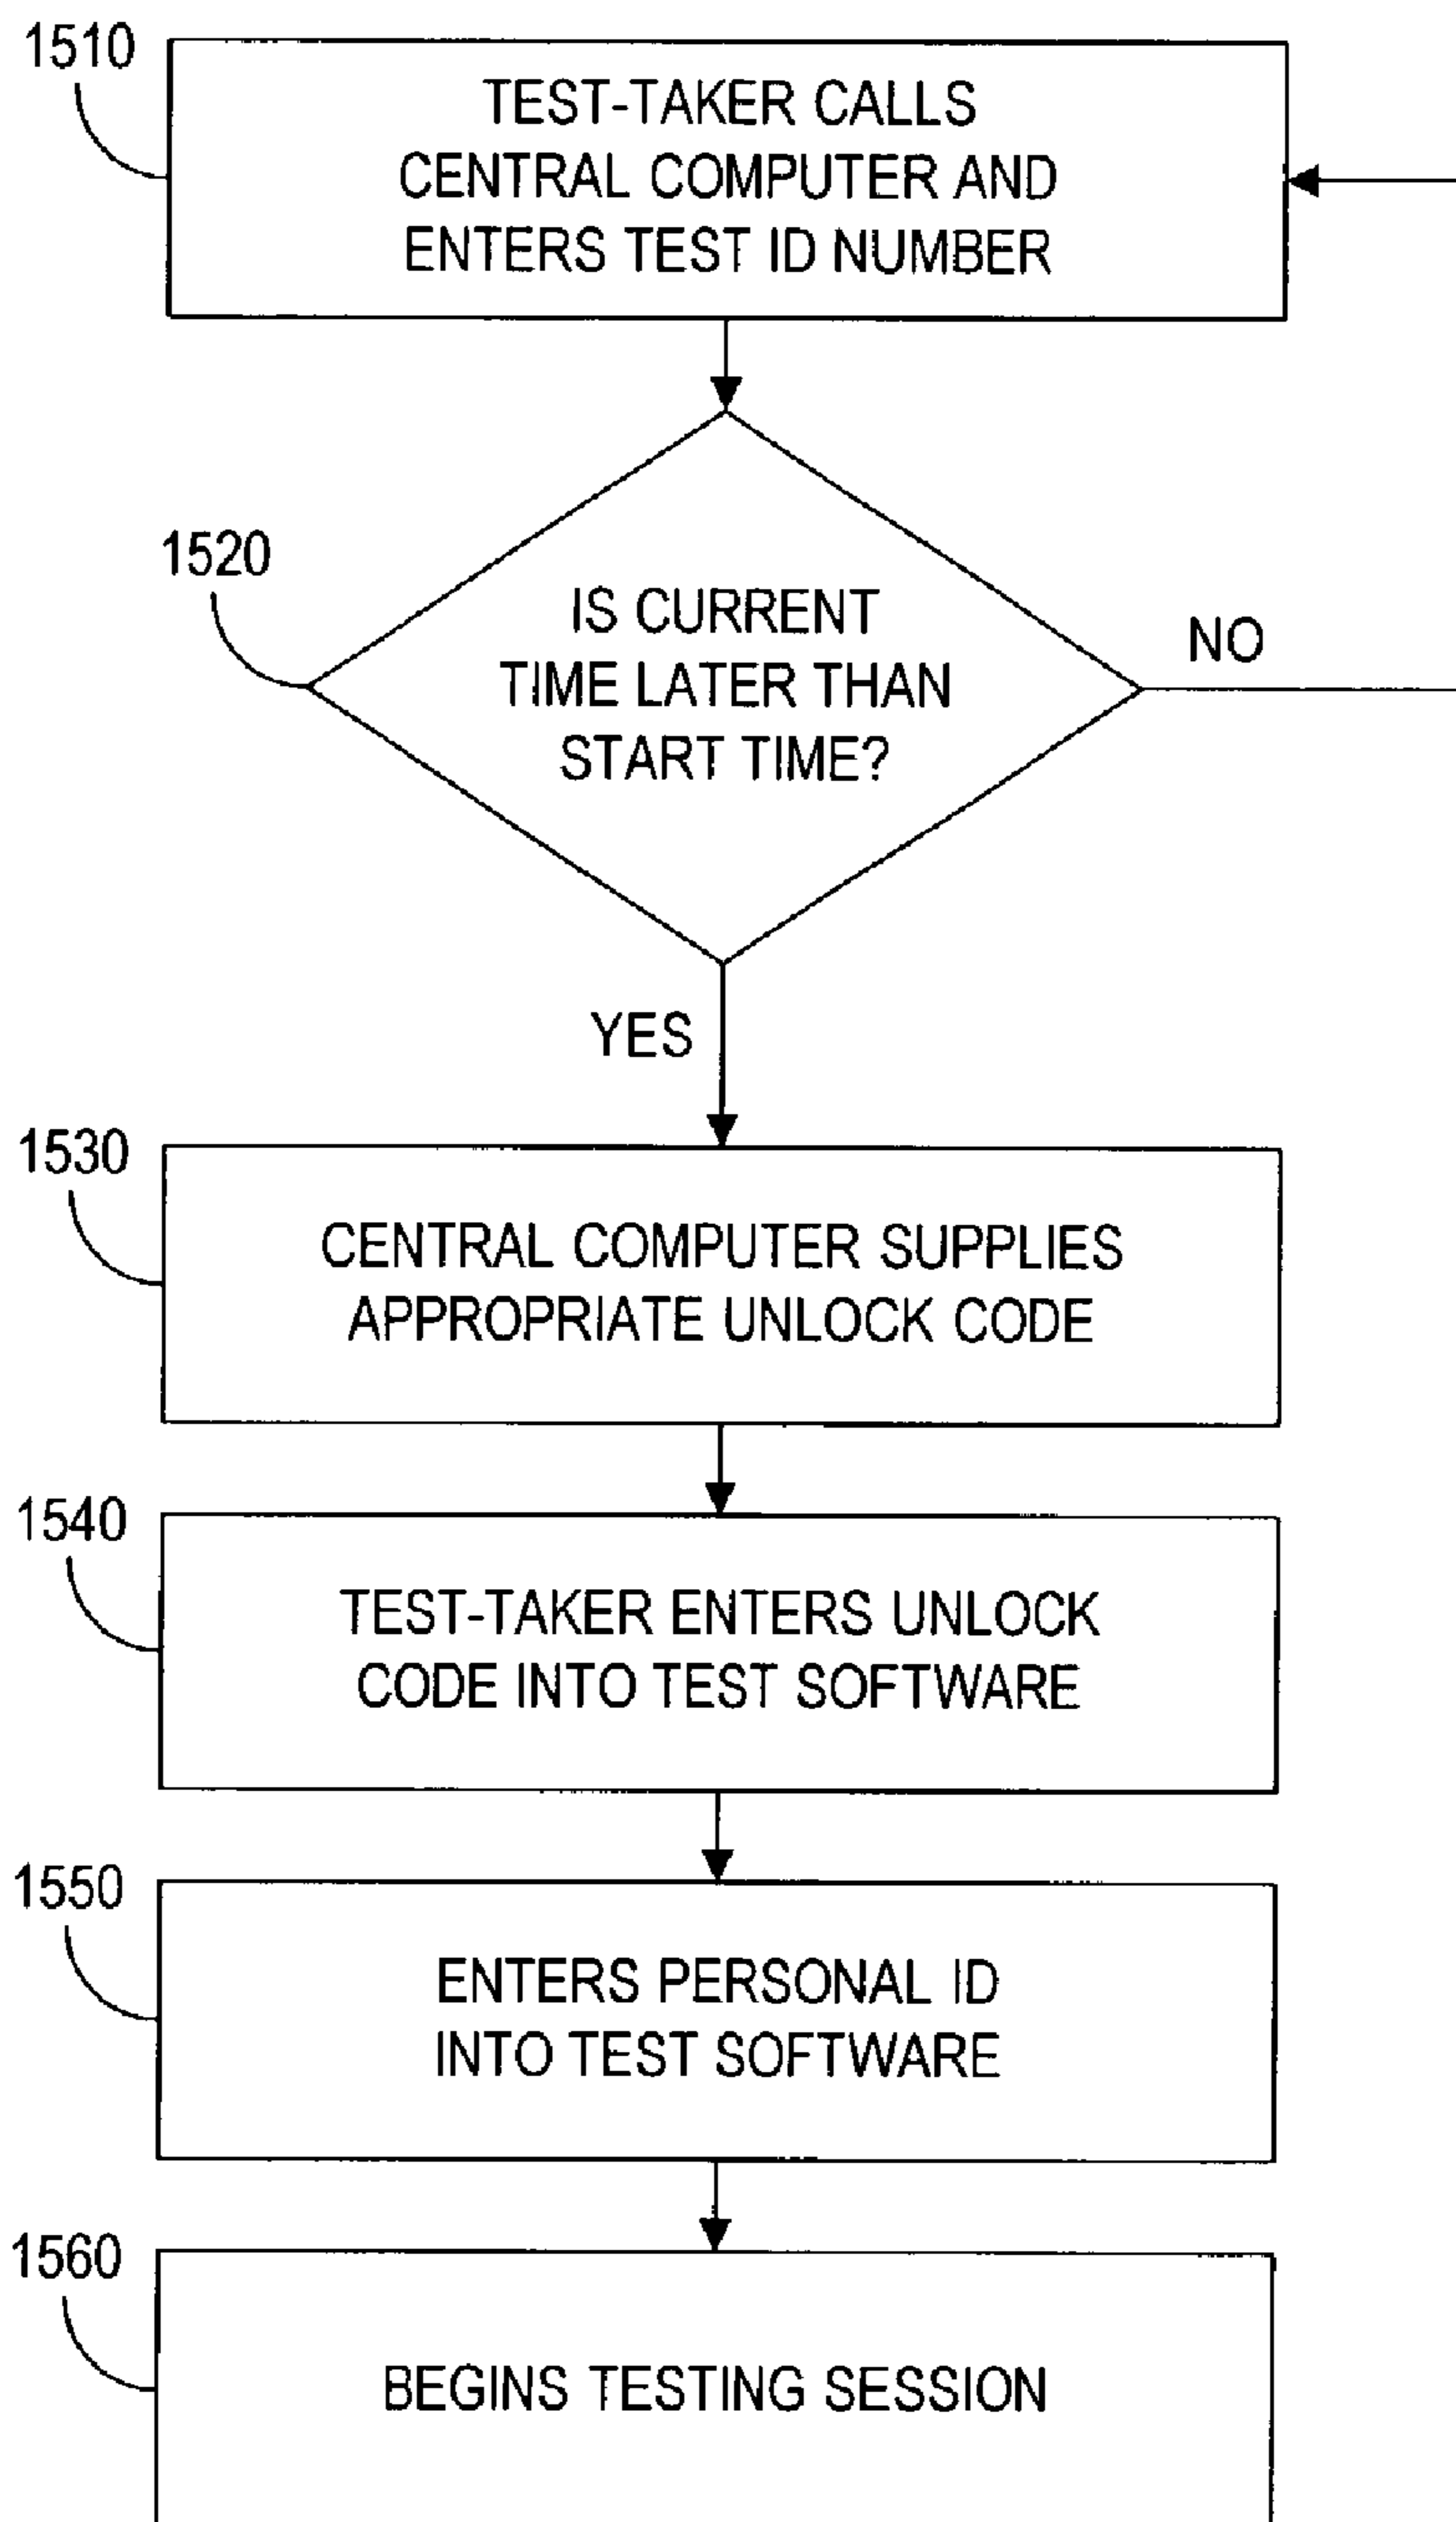 1510
TEST-TAKER CALLS
CENTRAL COMPUTER AND
ENTERS TEST ID NUMBER
1520
IS CURRENT
TIME LATER THAN
START TIME?
NO
YES
1530
CENTRAL COMPUTER SUPPLIES
APPROPRIATE UNLOCK CODE
1540
TEST-TAKER ENTERS UNLOCK
CODE INTO TEST SOFTWARE
1550
ENTERS PERSONAL ID
INTO TEST SOFTWARE
1560
BEGINS TESTING SESSION